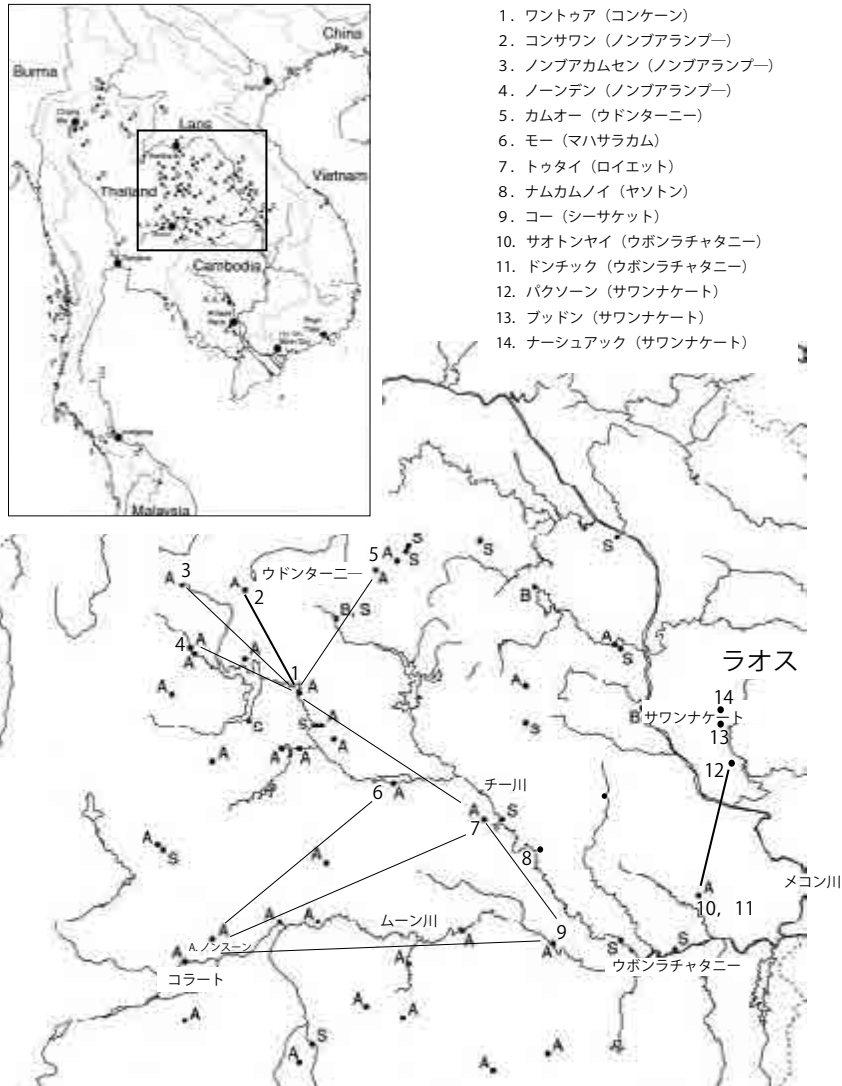 China
Burma
Laos
Thailand
Vietnam
Cambodia
Malaysia
1. ワントゥア（コンケーン）
2. コンサワン（ノンブアランプー）
3. ノンブアカムセン（ノンブアランプー）
4. ノーンデン（ノンブアランプー）
5. カムオー（ウドンターニー）
6. モー（マハサラカム）
7. トゥタイ（ロイエット）
8. ナムカムノイ（ヤソトン）
9. コー（シーサケット）
10. サオトンヤイ（ウボンラチャタニー）
11. ドンチック（ウボンラチャタニー）
12. パクソーン（サワンナケート）
13. ブッドン（サワンナケート）
14. ナーシュアック（サワンナケート）
S
S
A
S
S
5
A
ウドンターニー
3
A
A
2
B, S
B
4
A
A
A
A
S
ラオス
1
A
A
A
14
B
サワンナケート
13
S
A
S
A
12
A
A
A
6
A
チー川
A
S
7
8
A
S
A
A
10, 11
メコン川
ムーン川
A
A. ノンスーン
A
9
A
A
S
S
コラート
ウボンラチャタニー
A
A
A
A
S
A
A
A